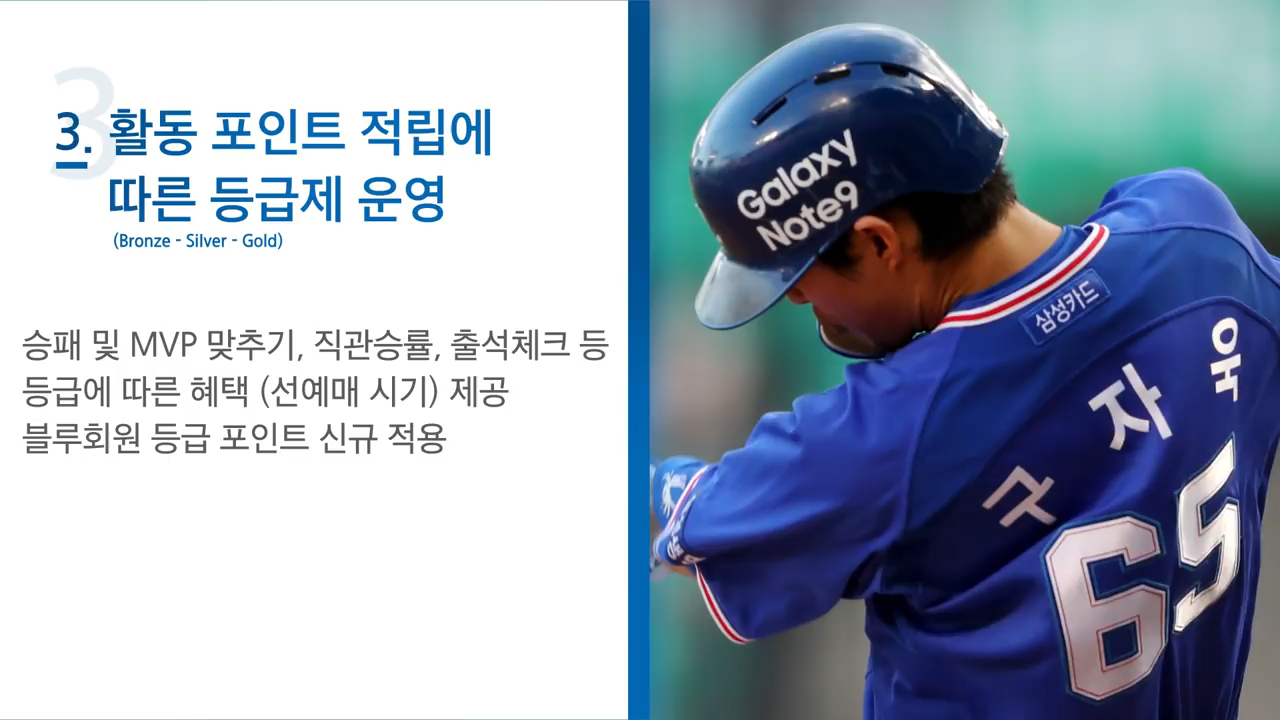 3
3. 활동 포인트 적립에
따른 등급제 운영
(Bronze - Silver - Gold)
승패 및 MVP 맞추기, 직관승률, 출석체크 등
등급에 따른 혜택 (선예매 시기) 제공
블루회원 등급 포인트 신규 적용
Galaxy
Note9
삼성카드
구자욱
65